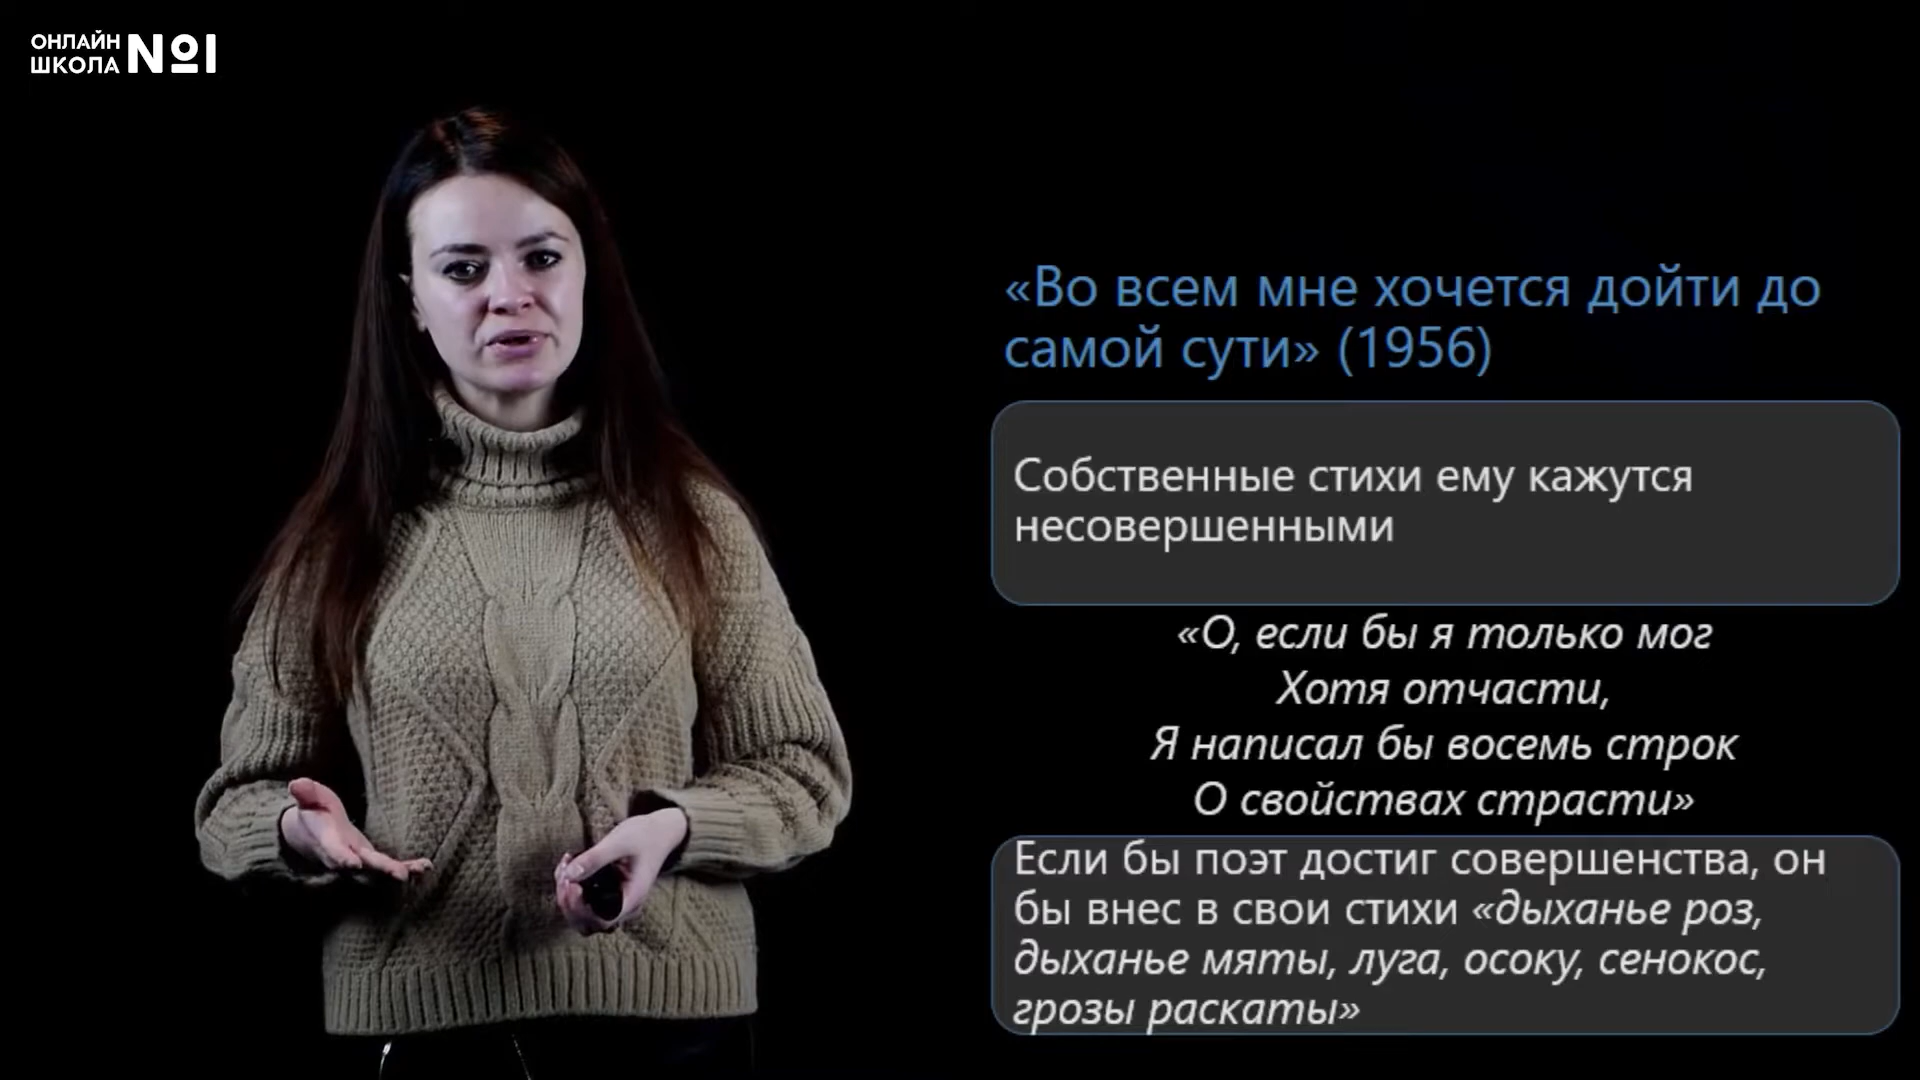 ОНЛАЙН
ШКОЛА №1
«Во всем мне хочется дойти до
самой сути» (1956)
Собственные стихи ему кажутся
несовершенными
«О, если бы я только мог
Хотя отчасти,
Я написал бы восемь строк
О свойствах страсти»
Если бы поэт достиг совершенства, он
бы внес в свои стихи «дыханье роз,
дыханье мяты, луга, осоку, сенокос,
грозы раскаты»